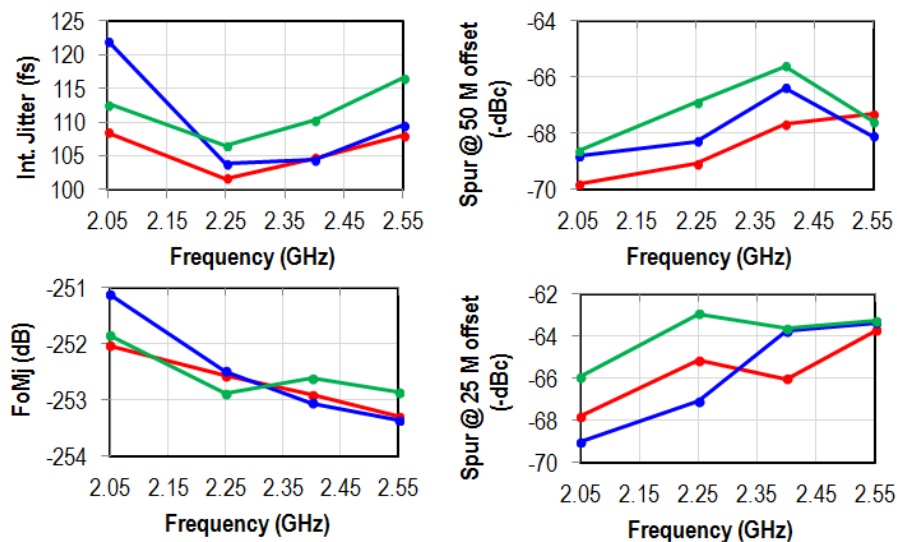 125
120
115
110
105
100
Int. Jitter (fs)
2.05 2.15 2.25 2.35 2.45 2.55
Frequency (GHz)
-64
-66
-68
-70
Spur @ 50 M offset
(-dBc)
2.05 2.15 2.25 2.35 2.45 2.55
Frequency (GHz)
-251
-252
-253
-254
FoMj (dB)
2.05 2.15 2.25 2.35 2.45 2.55
Frequency (GHz)
-62
-64
-66
-68
-70
Spur @ 25 M offset
(-dBc)
2.05 2.15 2.25 2.35 2.45 2.55
Frequency (GHz)